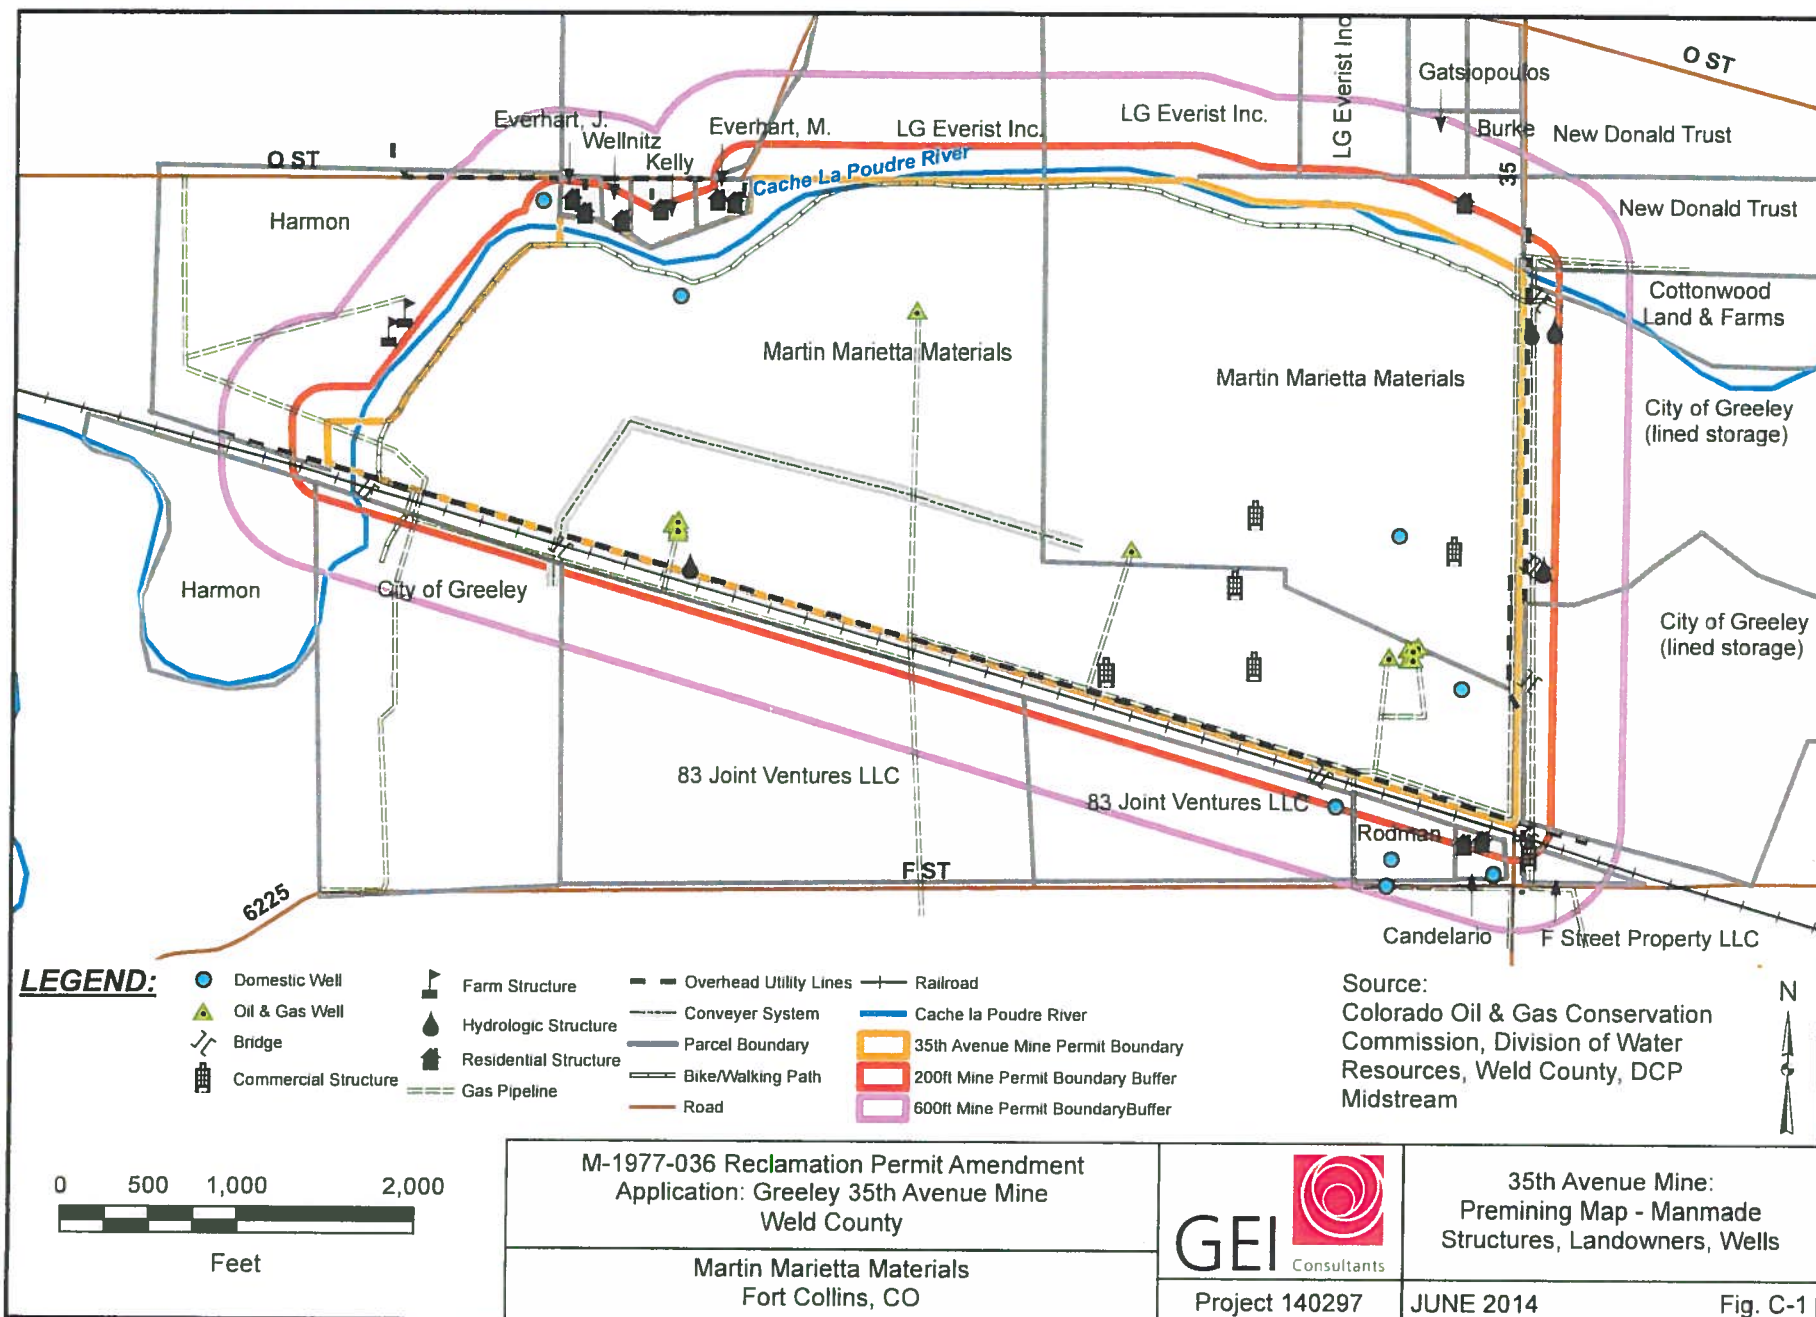 O ST
Gatsiopoulos
LG Everist Inc
Everhart, J.
Wellnitz
Kelly
Everhart, M.
LG Everist Inc.
LG Everist Inc.
Burke
New Donald Trust
O ST
35
Cache La Poudre River
Harmon
New Donald Trust
Cottonwood
Land & Farms
Martin Marietta Materials
Martin Marietta Materials
City of Greeley
(lined storage)
Harmon
City of Greeley
City of Greeley
(lined storage)
83 Joint Ventures LLC
83 Joint Ventures LLC
Rodman
F ST
6225
Candelario
F Street Property LLC
LEGEND:
Domestic Well
Oil & Gas Well
Bridge
Commercial Structure
Farm Structure
Hydrologic Structure
Residential Structure
Gas Pipeline
Overhead Utility Lines
Conveyer System
Parcel Boundary
Bike/Walking Path
Road
Railroad
Cache la Poudre River
35th Avenue Mine Permit Boundary
200ft Mine Permit Boundary Buffer
600ft Mine Permit BoundaryBuffer
Source:
Colorado Oil & Gas Conservation
Commission, Division of Water
Resources, Weld County, DCP
Midstream
N
0 500 1,000 2,000
Feet
M-1977-036 Reclamation Permit Amendment
Application: Greeley 35th Avenue Mine
Weld County
Martin Marietta Materials
Fort Collins, CO
GEI
Consultants
Project 140297
35th Avenue Mine:
Premining Map - Manmade
Structures, Landowners, Wells
JUNE 2014
Fig. C-1